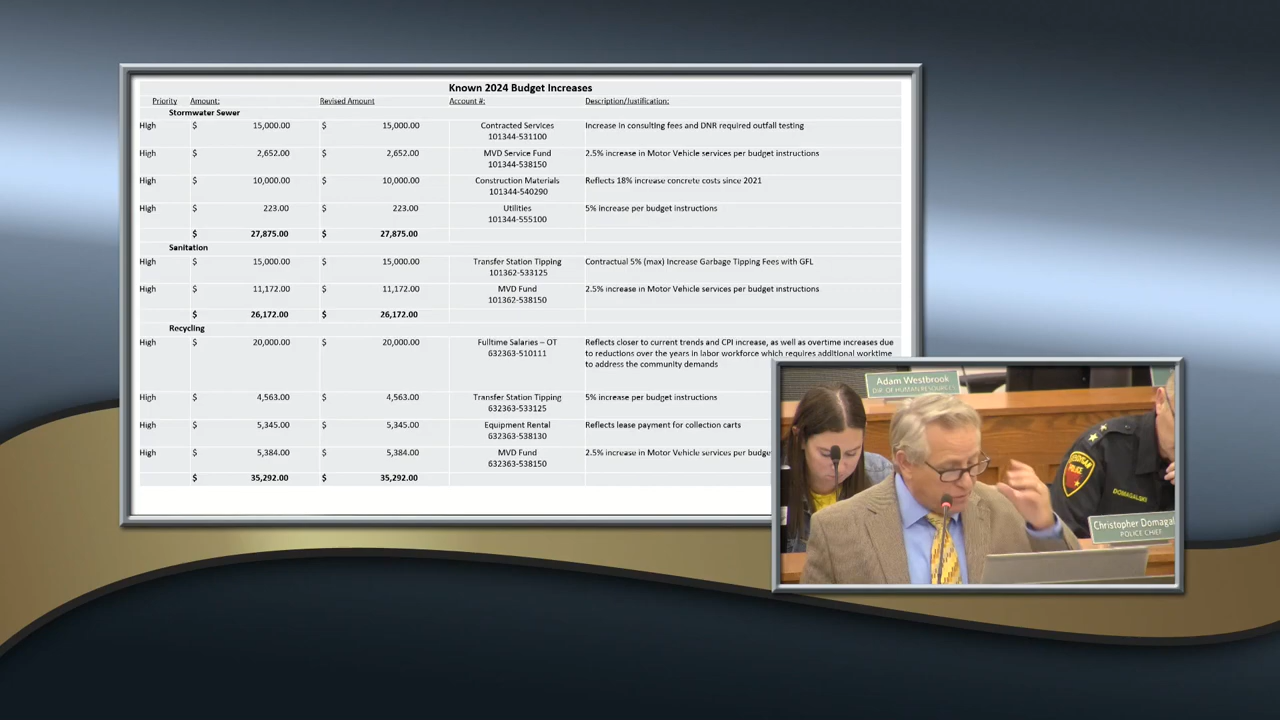 Known 2024 Budget Increases
Priority Amount: Revised Amount Account #: Description/Justification:
Stormwater Sewer
High $ 15,000.00 $ 15,000.00 Contracted Services Increase in consulting fees and DNR required outfall testing
101344-531100
High $ 2,652.00 $ 2,652.00 MVD Service Fund 2.5% increase in Motor Vehicle services per budget instructions
101344-538150
High $ 10,000.00 $ 10,000.00 Construction Materials Reflects 18% increase concrete costs since 2021
101344-540290
High $ 223.00 $ 223.00 Utilities 5% increase per budget instructions
101344-555100
$ 27,875.00 $ 27,875.00
Sanitation
High $ 15,000.00 $ 15,000.00 Transfer Station Tipping Contractual 5% (max) Increase Garbage Tipping Fees with GFL
101362-533125
High $ 11,172.00 $ 11,172.00 MVD Fund 2.5% increase in Motor Vehicle services per budget instructions
101362-538150
$ 26,172.00 $ 26,172.00
Recycling
High $ 20,000.00 $ 20,000.00 Fulltime Salaries – OT Reflects closer to current trends and CPI increase, as well as overtime increases due
632363-510111 to reductions over the years in labor workforce which requires additional worktime
to address the community demands
High $ 4,563.00 $ 4,563.00 Transfer Station Tipping 5% increase per budget instructions
632363-533125
High $ 5,345.00 $ 5,345.00 Equipment Rental Reflects lease payment for collection carts
632363-538130
High $ 5,384.00 $ 5,384.00 MVD Fund 2.5% increase in Motor Vehicle services per budge
632363-538150
$ 35,292.00 $ 35,292.00
Adam Westbrook
DIR. OF HUMAN RESOURCES
POLICE
DOMAGALSKI
Christopher Domagal
POLICE CHIEF